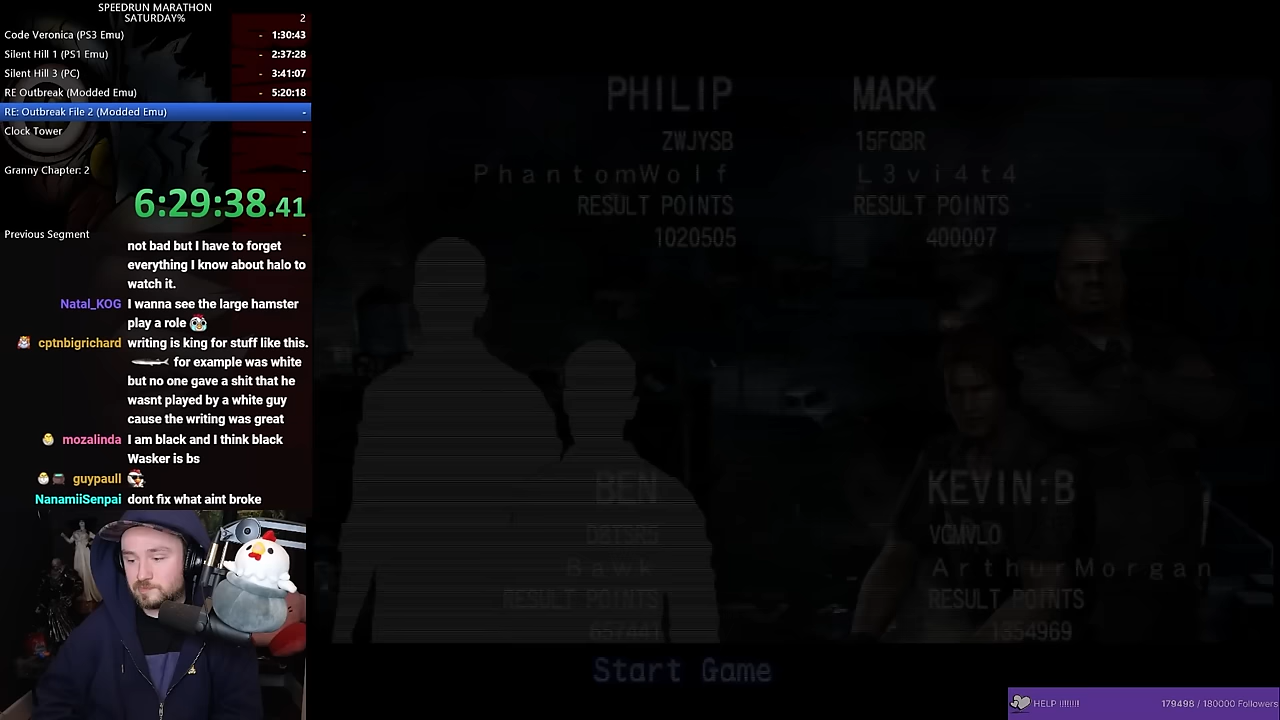 SPEEDRUN MARATHON
SATURDAY%
2
Code Veronica (PS3 Emu) - 1:30:43
Silent Hill 1 (PS1 Emu) - 2:37:28
Silent Hill 3 (PC) - 3:41:07
RE Outbreak (Modded Emu) - 5:20:18
RE: Outbreak File 2 (Modded Emu) -
Clock Tower -
Granny Chapter: 2 -
6:29:38.41
Previous Segment -
not bad but I have to forget
everything I know about halo to
watch it.
Natal_KOG I wanna see the large hamster
play a role
cptnbigrichard writing is king for stuff like this.
for example was white
but no one gave a shit that he
wasnt played by a white guy
cause the writing was great
mozalinda I am black and I think black
Wasker is bs
guypaull
NanamiiSenpai dont fix what aint broke
PHILIP
ZWJYSB
PhantomWolf
RESULT POINTS
1020505
MARK
15FGBR
L3vi4t4
RESULT POINTS
400007
BEN
Bawk
RESULT POINTS
657441
KEVIN:B
VGMVLO
ArthurMorgan
RESULT POINTS
1354969
Start Game
HELP !!!!!!! 179498 / 180000 Followers